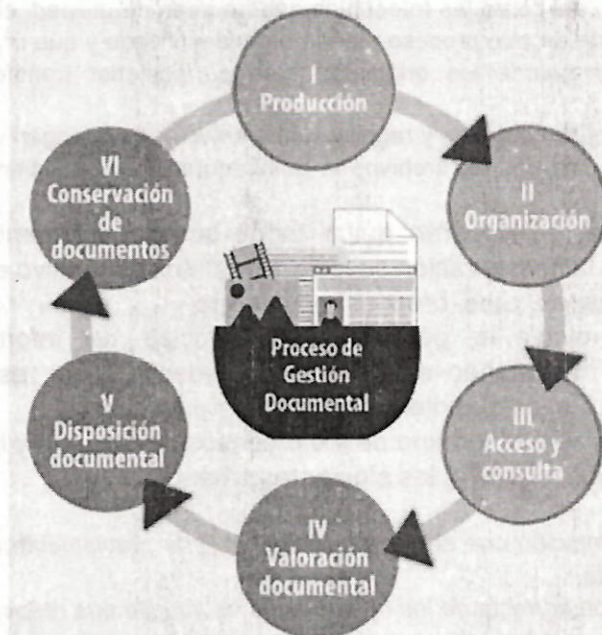 I
Producción
II
Organización
III.
Acceso y
consulta
IV
Valoración
documental
V
Disposición
documental
VI
Conservación
de
documentos
Proceso de
Gestión
Documental